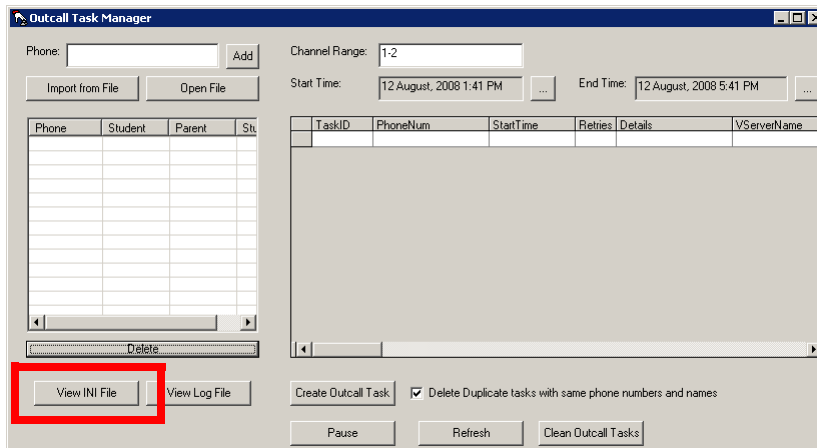 Outcall Task Manager
Phone: Add Channel Range: 1-2
Import from File Open File Start Time: 12 August, 2008 1:41 PM ... End Time: 12 August, 2008 5:41 PM ...
Phone Student Parent Stu TaskID PhoneNum StartTime Retries Details VServerName
Delete
View INI File View Log File Create Outcall Task Delete Duplicate tasks with same phone numbers and names
Pause Refresh Clean Outcall Tasks